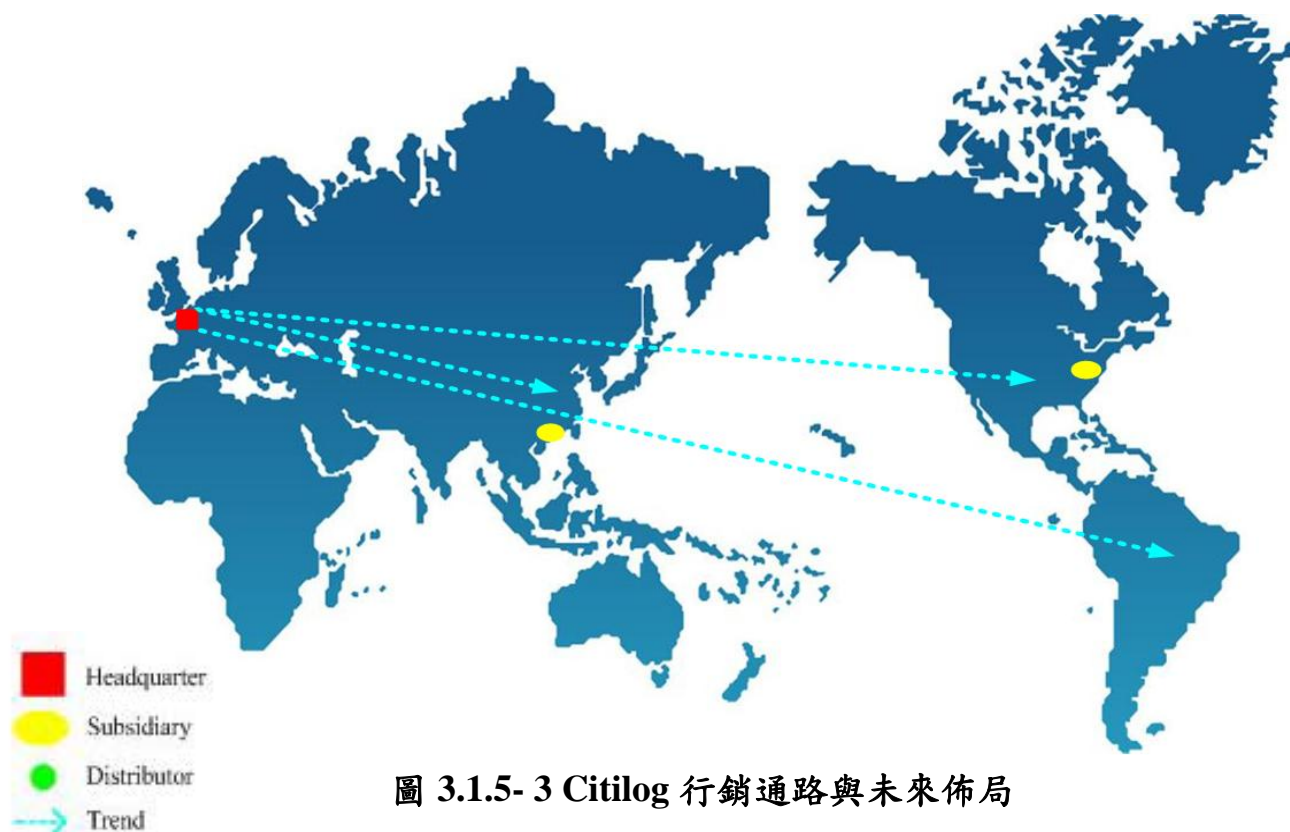 Headquarter
Subsidiary
Distributor
Trend
圖 3.1.5- 3 Citilog 行銷通路與未來佈局